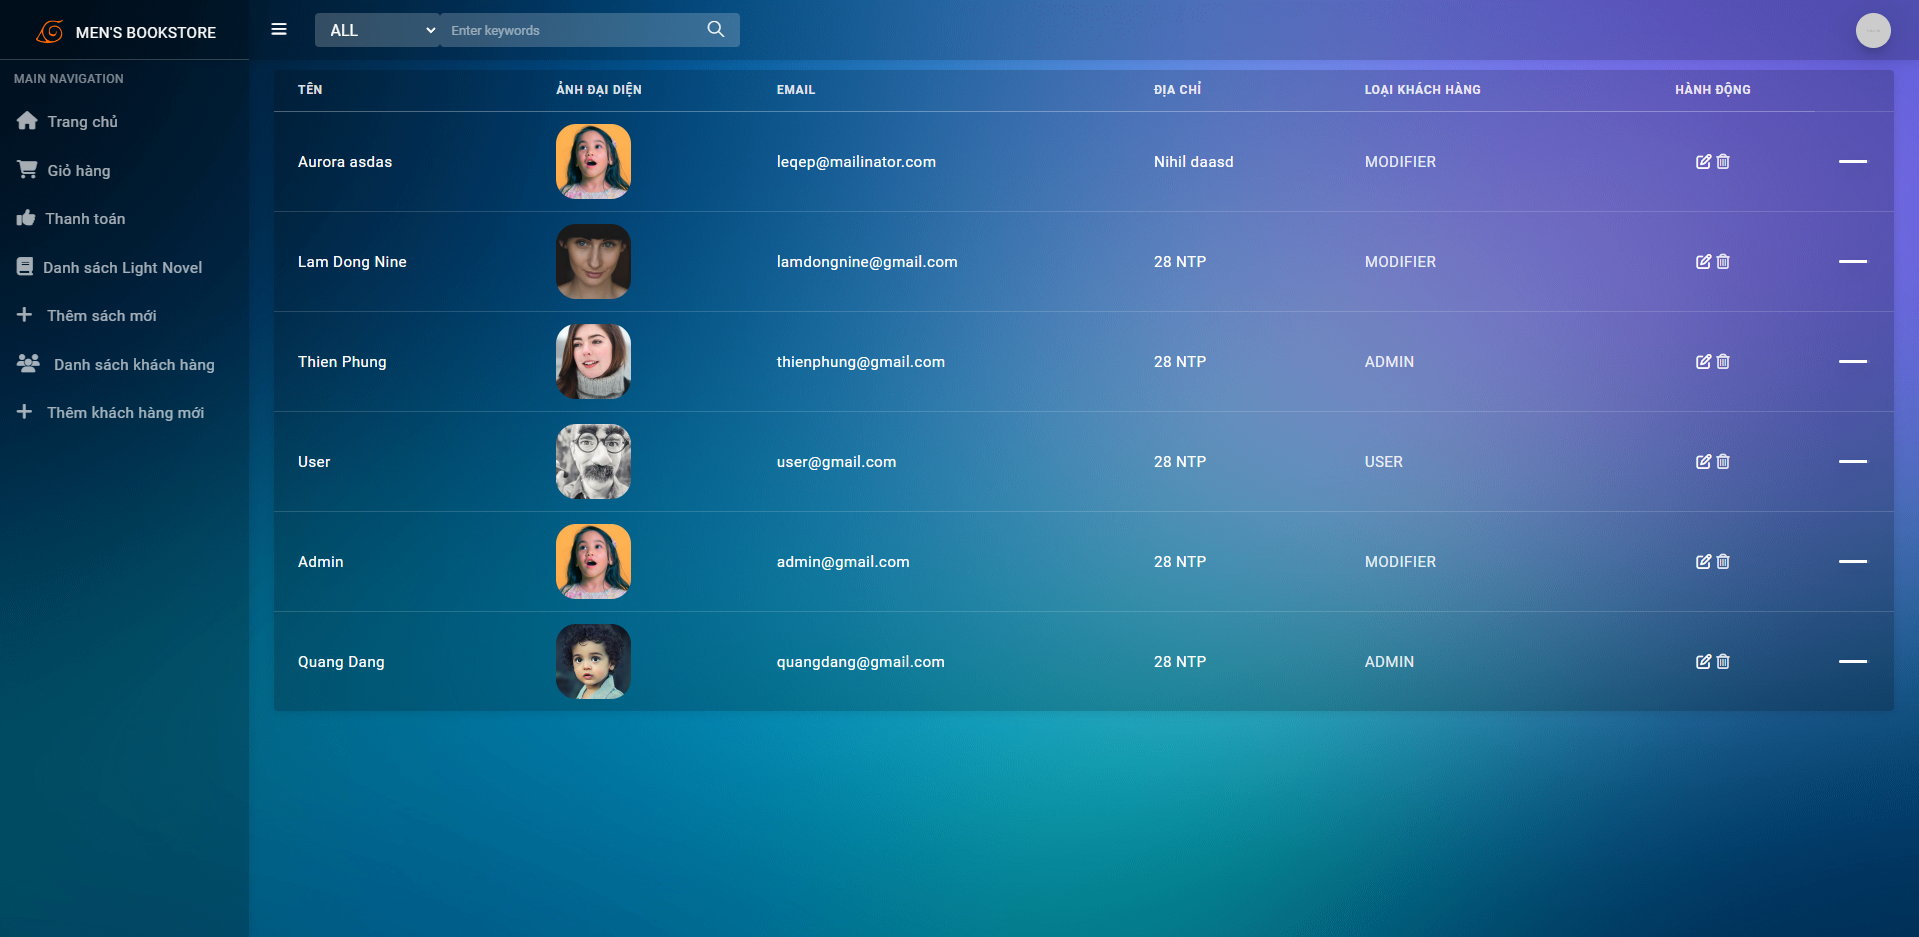 MEN'S BOOKSTORE
ALL
Enter keywords
MAIN NAVIGATION
Trang chủ
Giỏ hàng
Thanh toán
Danh sách Light Novel
Thêm sách mới
Danh sách khách hàng
Thêm khách hàng mới
TÊN ẢNH ĐẠI DIỆN EMAIL ĐỊA CHỈ LOẠI KHÁCH HÀNG HÀNH ĐỘNG
Aurora asdas leqep@mailinator.com Nihil daasd MODIFIER
Lam Dong Nine lamdongnine@gmail.com 28 NTP MODIFIER
Thien Phung thienphung@gmail.com 28 NTP ADMIN
User user@gmail.com 28 NTP USER
Admin admin@gmail.com 28 NTP MODIFIER
Quang Dang quangdang@gmail.com 28 NTP ADMIN